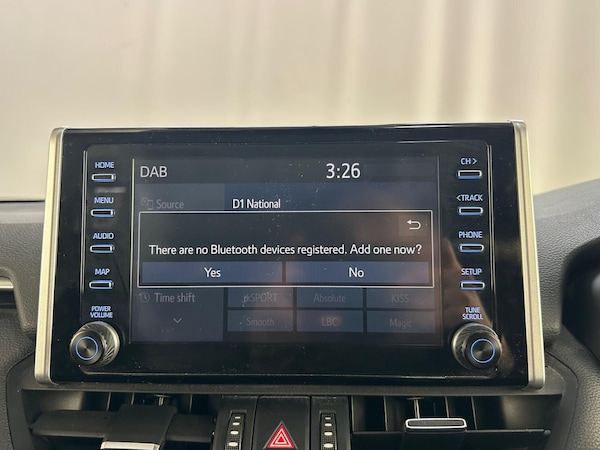 HOME
MENU
AUDIO
MAP
POWER
VOLUME
DAB 3:26
Source D1 National
There are no Bluetooth devices registered. Add one now?
Yes No
Time shift
Absolute KISS
Smooth LBC Magic
CH >
< TRACK
PHONE
SETUP
TUNE
SCROLL